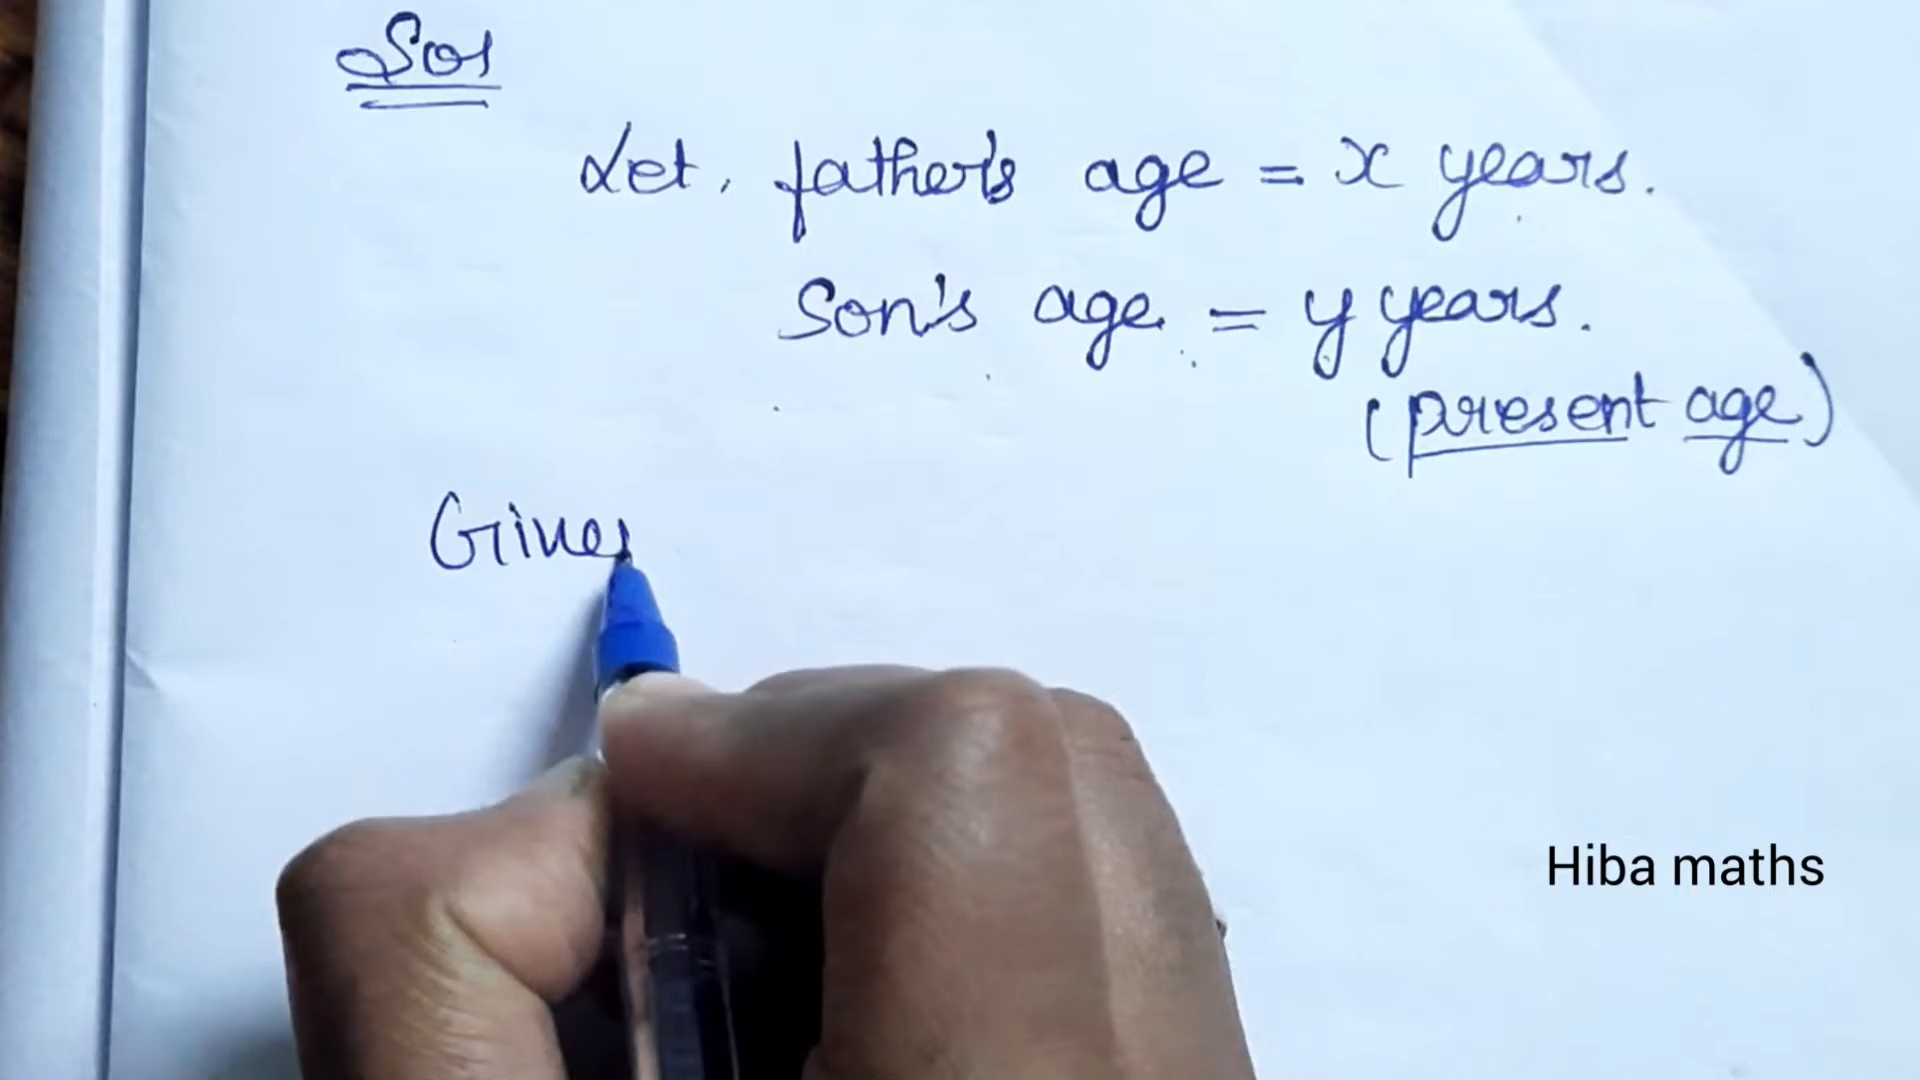 Sol
Let, father's age = x years.
Son's age = y years.
(present age)
Given
Hiba maths